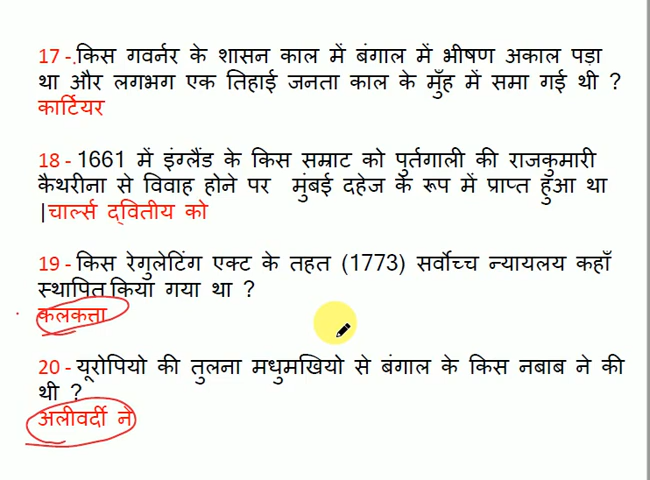 17 - किस गवर्नर के शासन काल में बंगाल में भीषण अकाल पड़ा
था और लगभग एक तिहाई जनता काल के मुँह में समा गई थी ?
कार्टियर
18 - 1661 में इंग्लैंड के किस सम्राट को पुर्तगाली की राजकुमारी
कैथरीना से विवाह होने पर मुंबई दहेज के रूप में प्राप्त हुआ था
|चार्ल्स द्वितीय को
19 - किस रेगुलेटिंग एक्ट के तहत (1773) सर्वोच्च न्यायलय कहाँ
स्थापित किया गया था ?
कलकत्ता
20 - यूरोपियो की तुलना मधुमखियो से बंगाल के किस नबाब ने की
थी ?
अलीवर्दी ने